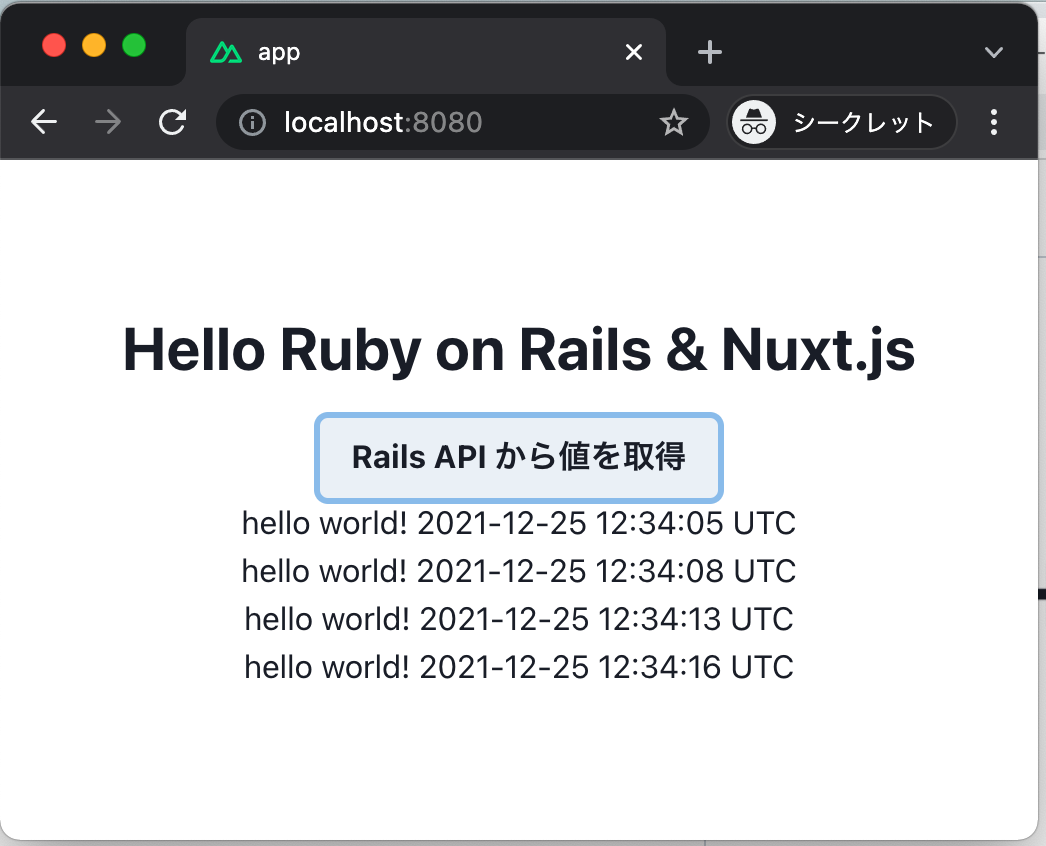 app
localhost:8080
シークレット
Hello Ruby on Rails & Nuxt.js
Rails API から値を取得
hello world! 2021-12-25 12:34:05 UTC
hello world! 2021-12-25 12:34:08 UTC
hello world! 2021-12-25 12:34:13 UTC
hello world! 2021-12-25 12:34:16 UTC